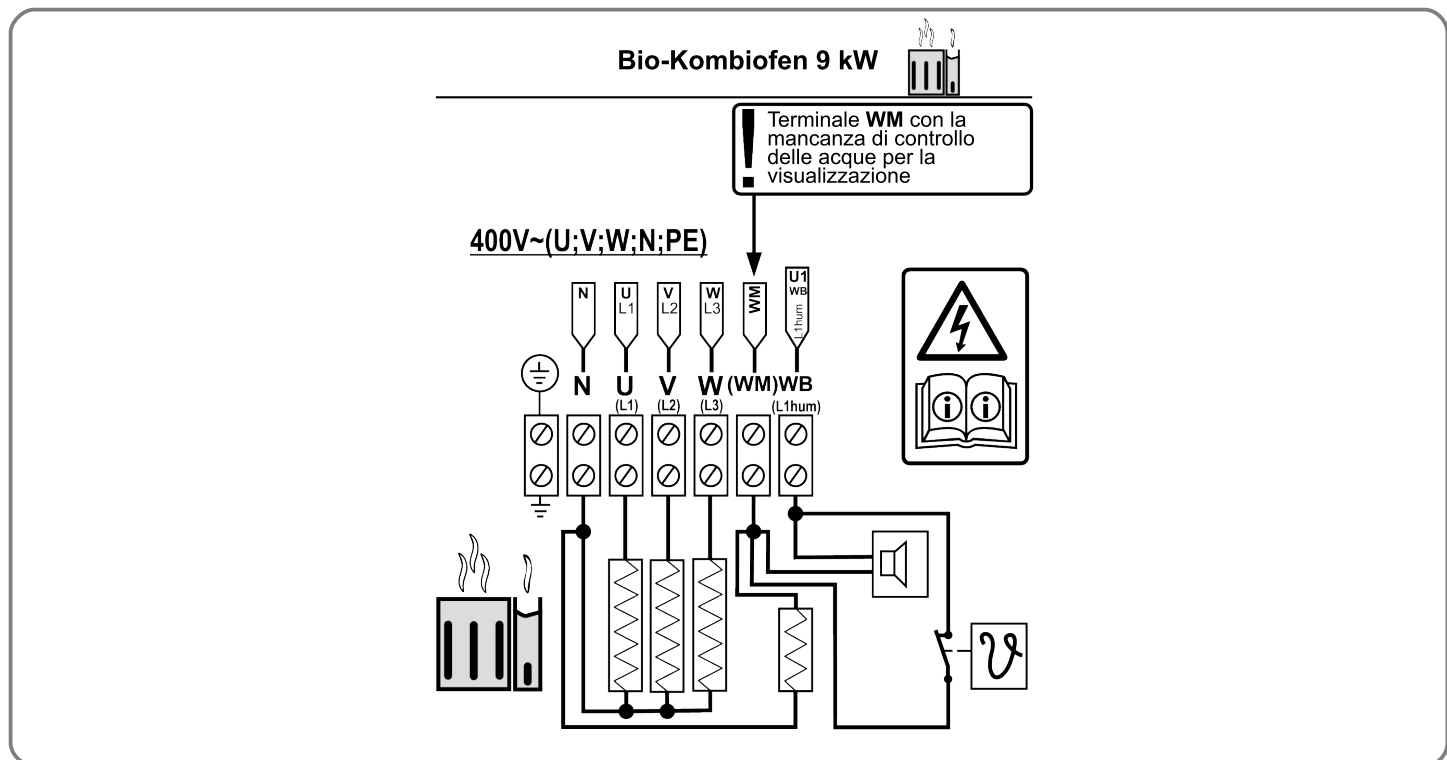 Bio-Kombiofen 9 kW
! Terminale WM con la
mancanza di controllo
delle acque per la
visualizzazione
400V~(U;V;W;N;PE)
N U V W WM U1
L1 L2 L3 WB
L1hum
N U V W (WM) WB
(L1) (L2) (L3) (L1hum)
i i
ϑ